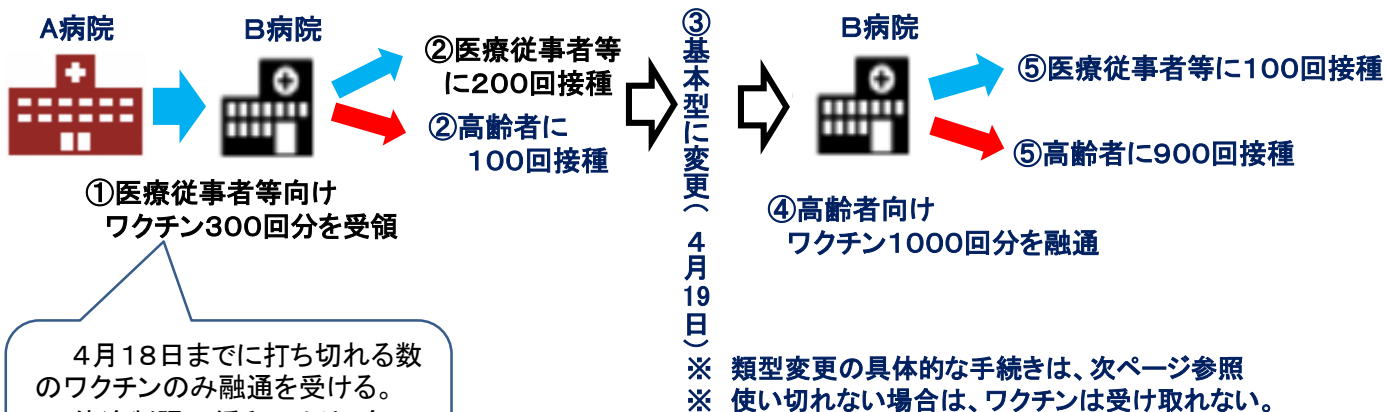 A病院
B病院
②医療従事者等
に200回接種
②高齢者に
100回接種
①医療従事者等向け
ワクチン300回分を受領
4月18日までに打ち切れる数
のワクチンのみ融通を受ける。
③基本型に変更(4月19日)
B病院
⑤医療従事者等に100回接種
⑤高齢者に900回接種
④高齢者向け
ワクチン1000回分を融通
※ 類型変更の具体的な手続きは、次ページ参照
※ 使い切れない場合は、ワクチンは受け取れない。